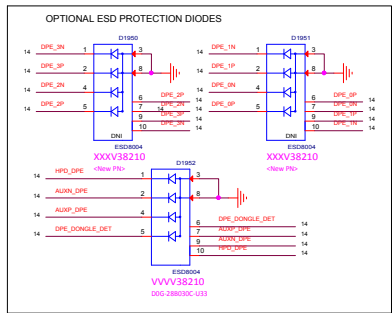 OPTIONAL ESD PROTECTION DIODES
D1950
14 DPE_3N 1 3
14 DPE_3P 2 8
14 DPE_2N 4
14 DPE_2P 5
6 DPE_2P 14
7 DPE_2N 14
9 DPE_3P 14
10 DPE_3N 14
DNI
ESD8004
XXXV38210
<New PN>
D1951
14 DPE_1N 1 3
14 DPE_1P 2 8
14 DPE_0N 4
14 DPE_0P 5
6 DPE_0P 14
7 DPE_0N 14
9 DPE_1P 14
10 DPE_1N 14
DNI
ESD8004
XXXV38210
<New PN>
D1952
14 HPD_DPE 1 3
14 AUXN_DPE 2 8
14 AUXP_DPE 4
14 DPE_DONGLE_DET 5
6 DPE_DONGLE_DET 14
7 AUXP_DPE 14
9 AUXN_DPE 14
10 HPD_DPE 14
ESD8004
VVVV38210
D0G-288030C-U33